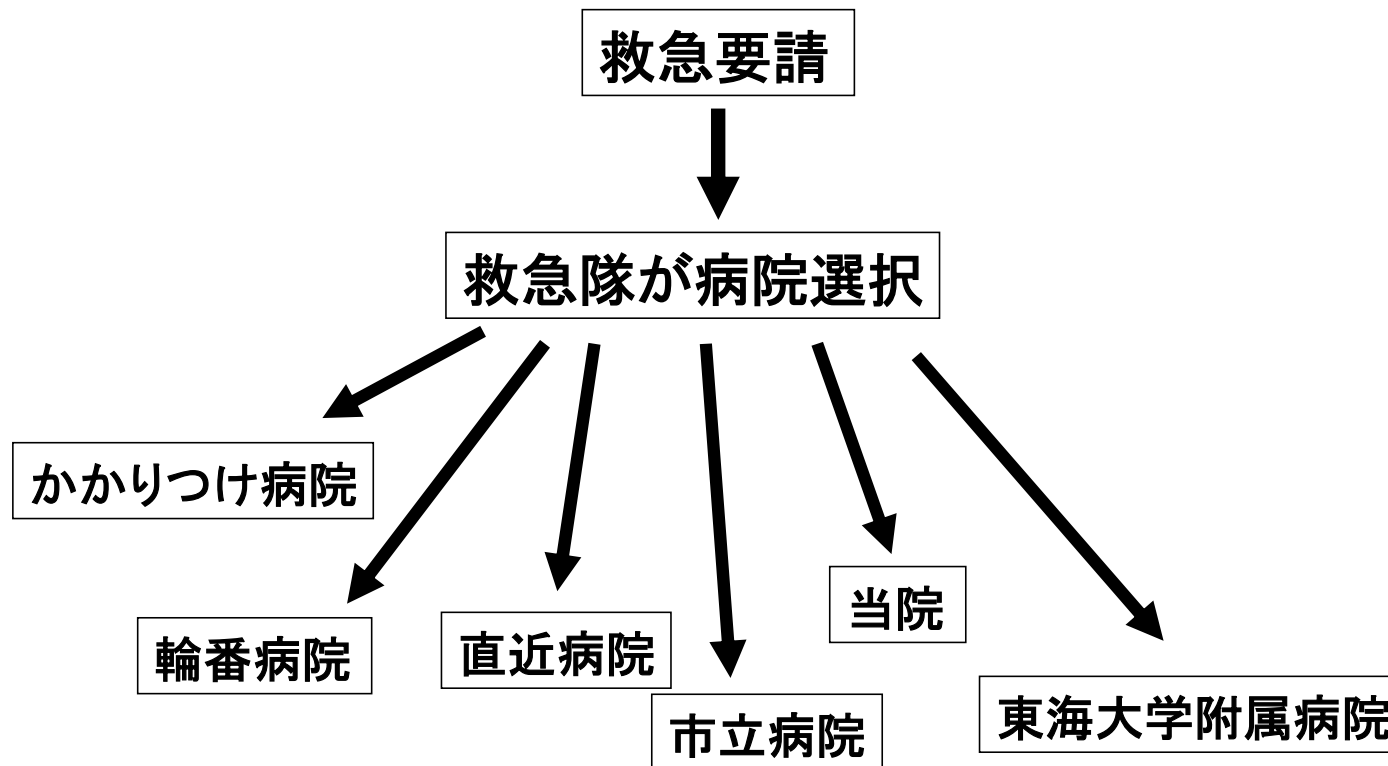 救急要請
救急隊が病院選択
かかりつけ病院
輪番病院
直近病院
市立病院
当院
東海大学附属病院